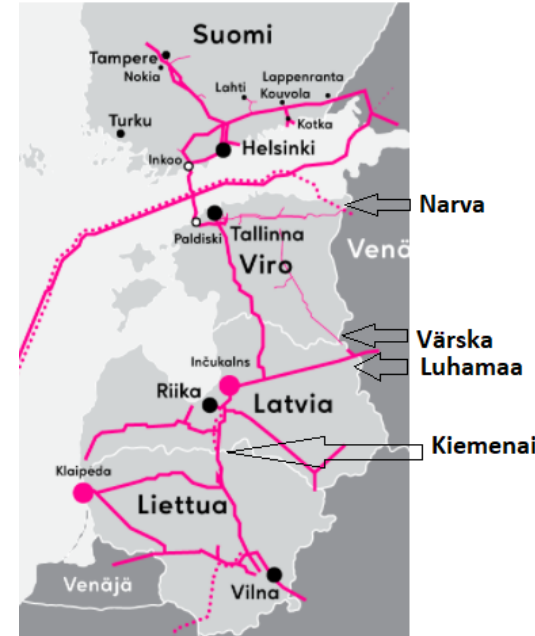 Suomi
Tampere
Nokia
Lahti
Lappenranta
Kouvola
Turku
Kotka
Inkoo
Helsinki
Narva
Paldiski
Tallinna
Venä
Viro
Värska
Inčukalns
Luhamaa
Riika
Latvia
Kiemenai
Klaipeda
Liettua
Venäjä
Vilna